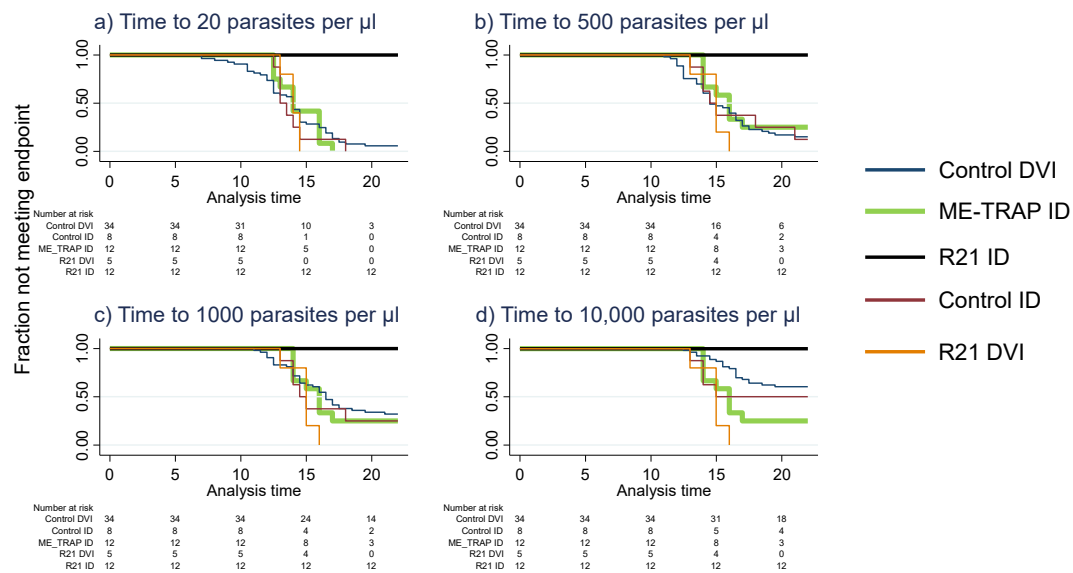 a) Time to 20 parasites per µl
b) Time to 500 parasites per µl
Fraction not meeting endpoint
1.00
0.50
0.00
0 5 10 15 20
Analysis time
Number at risk
Control DVI 34 34 31 10 3
Control ID 8 8 8 1 0
ME_TRAP ID 12 12 12 5 0
R21 DVI 5 5 5 0 0
R21 ID 12 12 12 12 12
1.00
0.50
0.00
0 5 10 15 20
Analysis time
Number at risk
Control DVI 34 34 34 16 6
Control ID 8 8 8 4 2
ME_TRAP ID 12 12 12 8 3
R21 DVI 5 5 5 4 0
R21 ID 12 12 12 12 12
c) Time to 1000 parasites per µl
d) Time to 10,000 parasites per µl
1.00
0.50
0.00
0 5 10 15 20
Analysis time
Number at risk
Control DVI 34 34 34 24 14
Control ID 8 8 8 4 2
ME_TRAP ID 12 12 12 8 3
R21 DVI 5 5 5 4 0
R21 ID 12 12 12 12 12
1.00
0.50
0.00
0 5 10 15 20
Analysis time
Number at risk
Control DVI 34 34 34 31 18
Control ID 8 8 8 5 4
ME_TRAP ID 12 12 12 8 3
R21 DVI 5 5 5 4 0
R21 ID 12 12 12 12 12
Control DVI
ME-TRAP ID
R21 ID
Control ID
R21 DVI